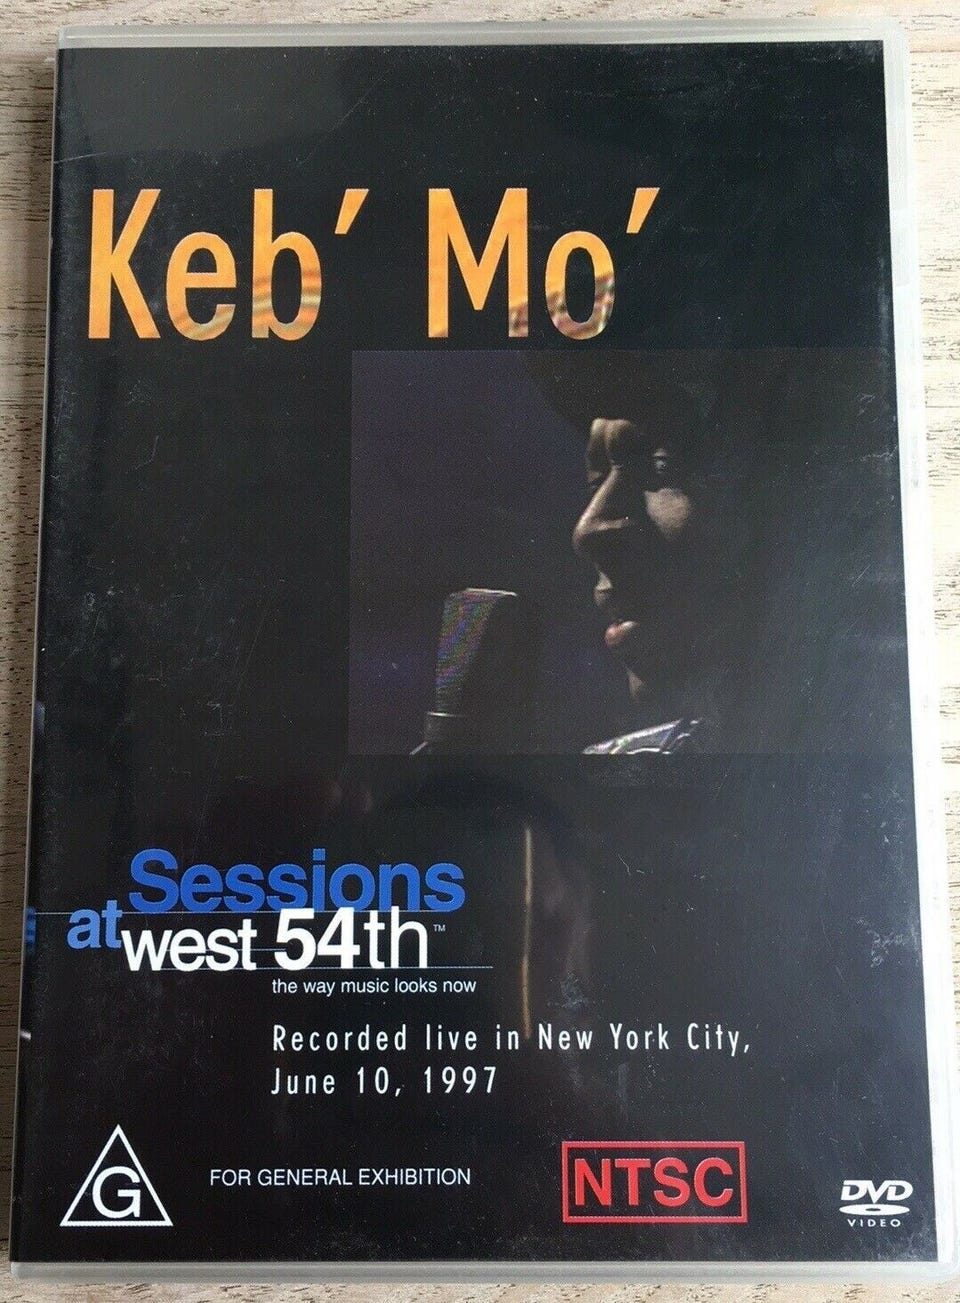 Keb' Mo'
Sessions
at west 54th™
the way music looks now
Recorded live in New York City,
June 10, 1997
G
FOR GENERAL EXHIBITION
NTSC
DVD
VIDEO